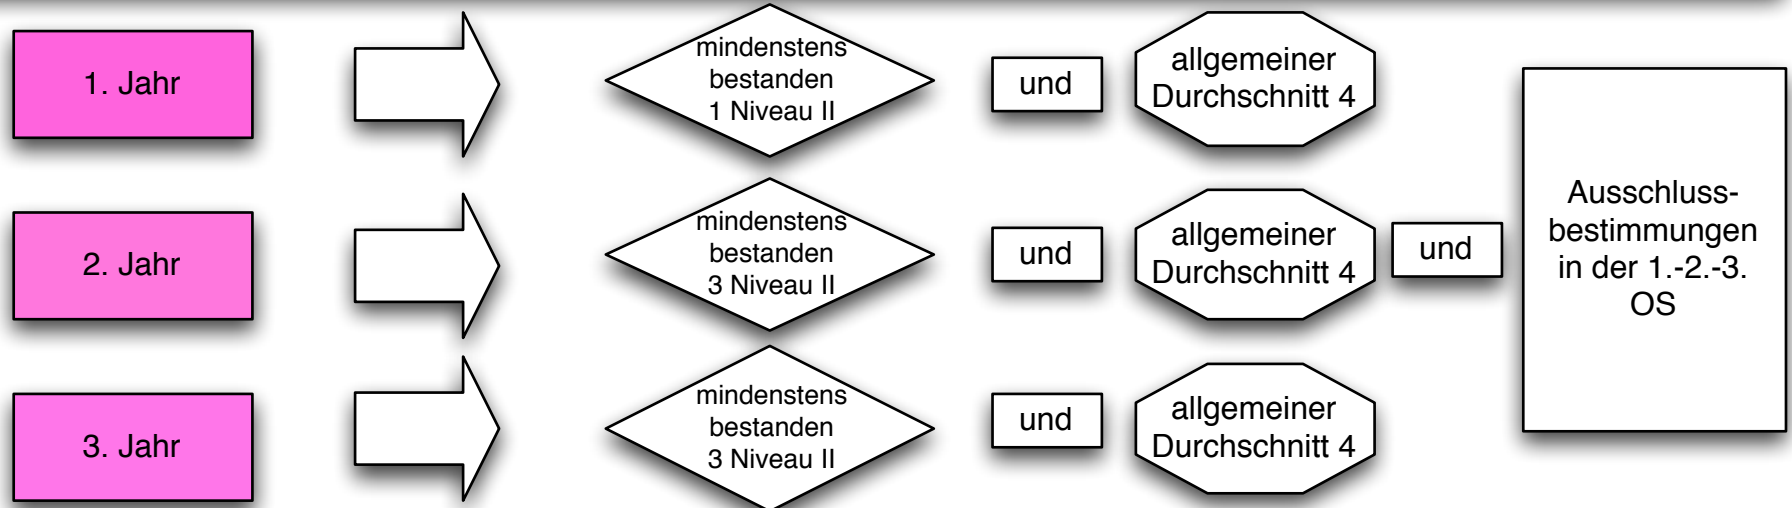 1. Jahr
mindenstens
bestanden
1 Niveau II
und
allgemeiner
Durchschnitt 4
2. Jahr
mindenstens
bestanden
3 Niveau II
und
allgemeiner
Durchschnitt 4
und
Ausschluss-
bestimmungen
in der 1.-2.-3.
OS
3. Jahr
mindenstens
bestanden
3 Niveau II
und
allgemeiner
Durchschnitt 4